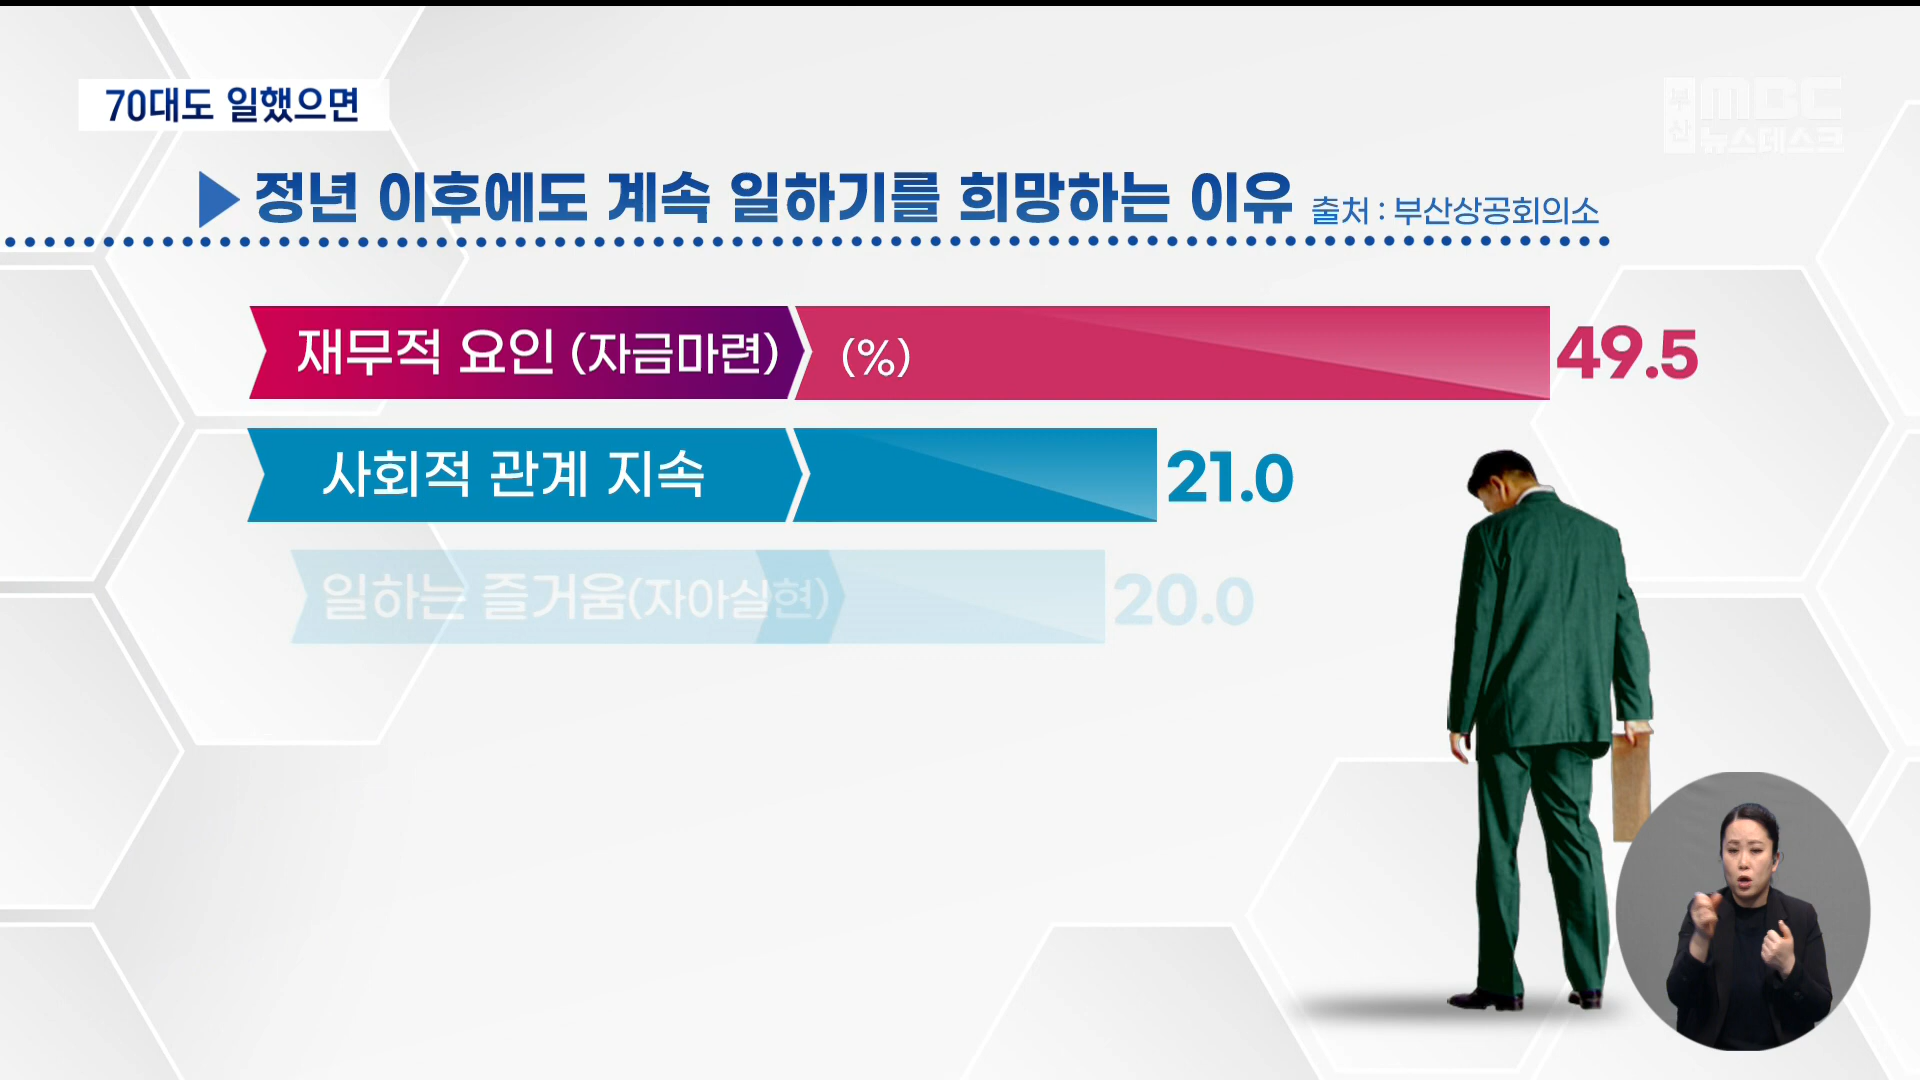 70대도 일했으면
부산 MBC
뉴스데스크
정년 이후에도 계속 일하기를 희망하는 이유 출처 : 부산상공회의소
재무적 요인 (자금마련) (%) 49.5
사회적 관계 지속 21.0
일하는 즐거움(자아실현) 20.0